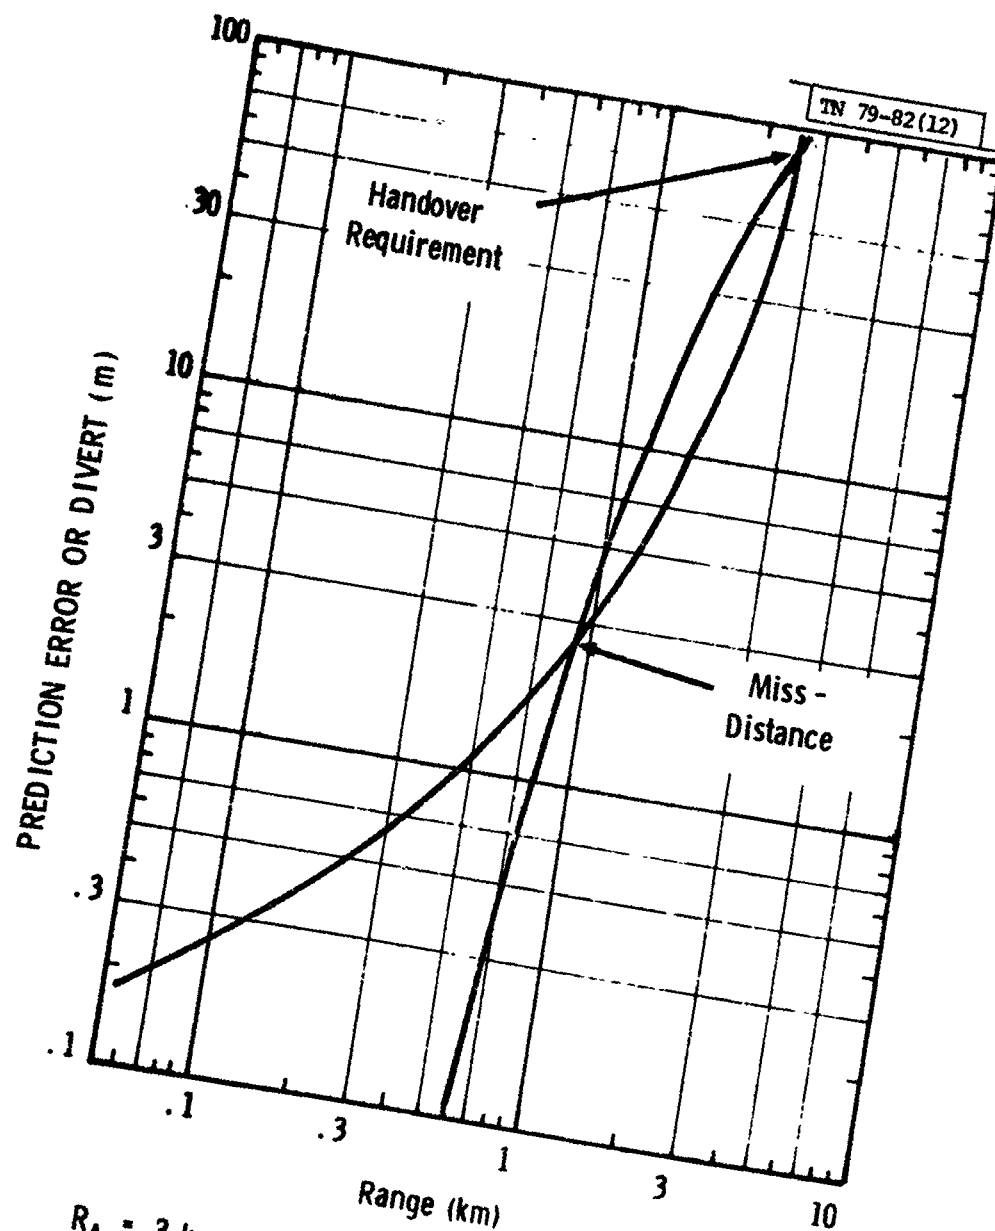 100
TN 79-82(12)
Handover
Requirement
30
10
PREDICTION ERROR OR DIVERT (m)
3
Miss -
Distance
1
.3
.1
.1
.3
1
3
10
Range (km)